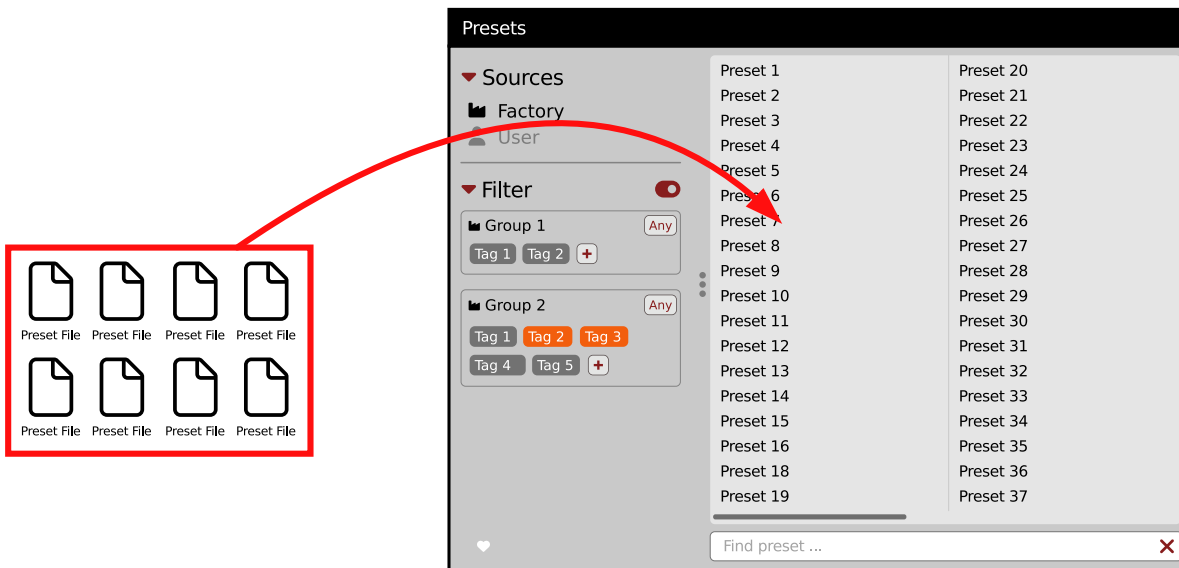 Presets
Sources
Factory
User
Filter
Group 1 Any
Tag 1 Tag 2 +
Group 2 Any
Tag 1 Tag 2 Tag 3
Tag 4 Tag 5 +
Preset 1
Preset 2
Preset 3
Preset 4
Preset 5
Preset 6
Preset 7
Preset 8
Preset 9
Preset 10
Preset 11
Preset 12
Preset 13
Preset 14
Preset 15
Preset 16
Preset 18
Preset 19
Preset 20
Preset 21
Preset 22
Preset 23
Preset 24
Preset 25
Preset 26
Preset 27
Preset 28
Preset 29
Preset 30
Preset 31
Preset 32
Preset 33
Preset 34
Preset 35
Preset 36
Preset 37
Find preset ...
Preset File Preset File Preset File Preset File
Preset File Preset File Preset File Preset File